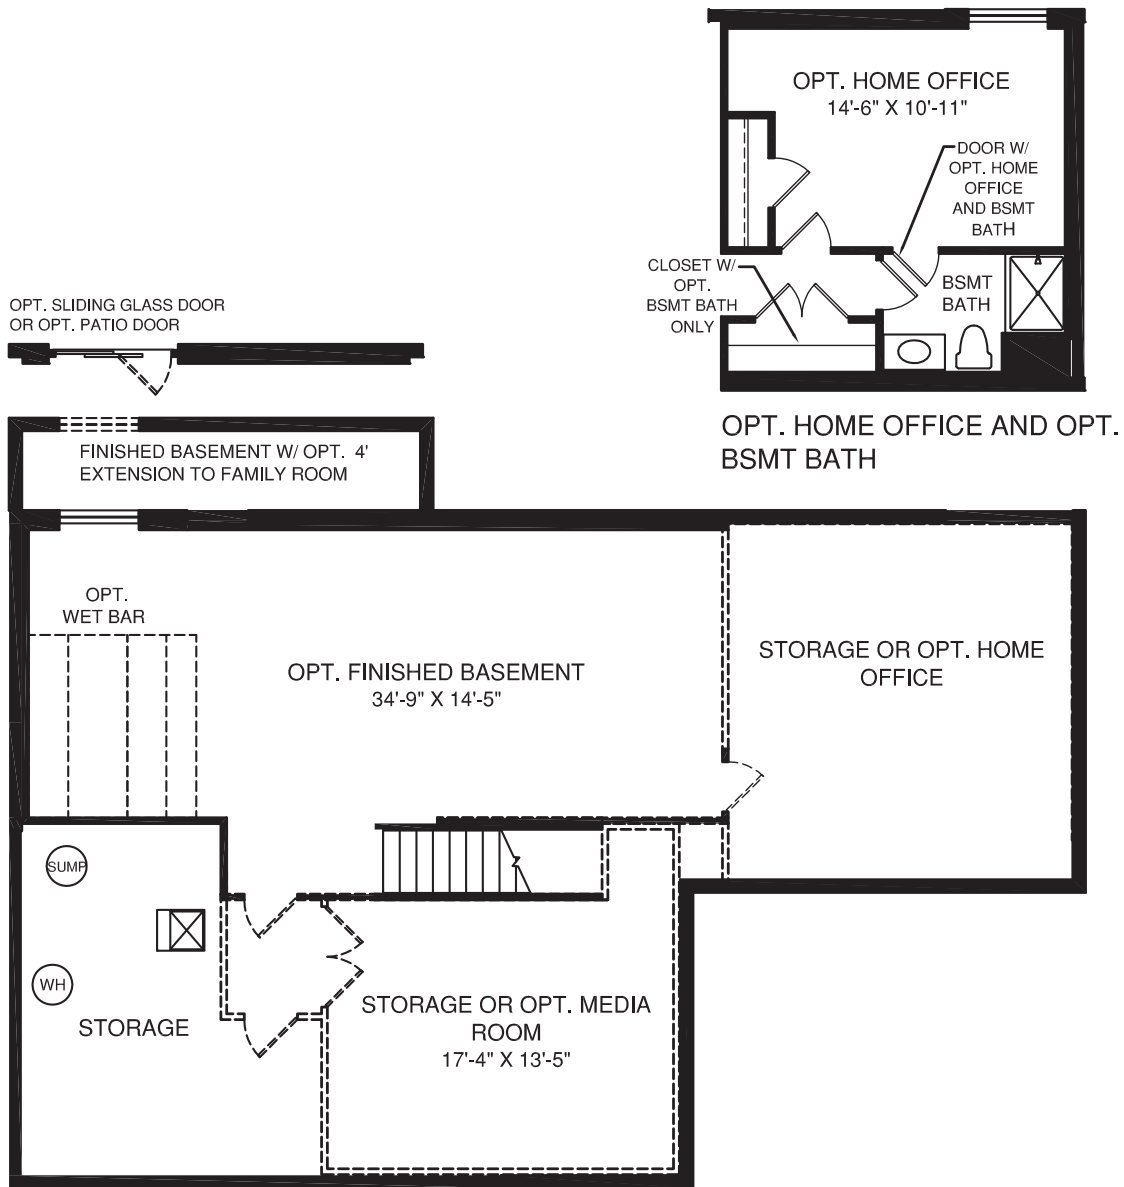 OPT. HOME OFFICE
14'-6" X 10'-11"
DOOR W/
OPT. HOME
OFFICE
AND BSMT
BATH
CLOSET W/
OPT.
BSMT BATH
ONLY
BSMT
BATH
OPT. HOME OFFICE AND OPT.
BSMT BATH
OPT. SLIDING GLASS DOOR
OR OPT. PATIO DOOR
FINISHED BASEMENT W/ OPT. 4'
EXTENSION TO FAMILY ROOM
OPT.
WET BAR
OPT. FINISHED BASEMENT
34'-9" X 14'-5"
STORAGE OR OPT. HOME
OFFICE
SUMP
WH
STORAGE
STORAGE OR OPT. MEDIA
ROOM
17'-4" X 13'-5"